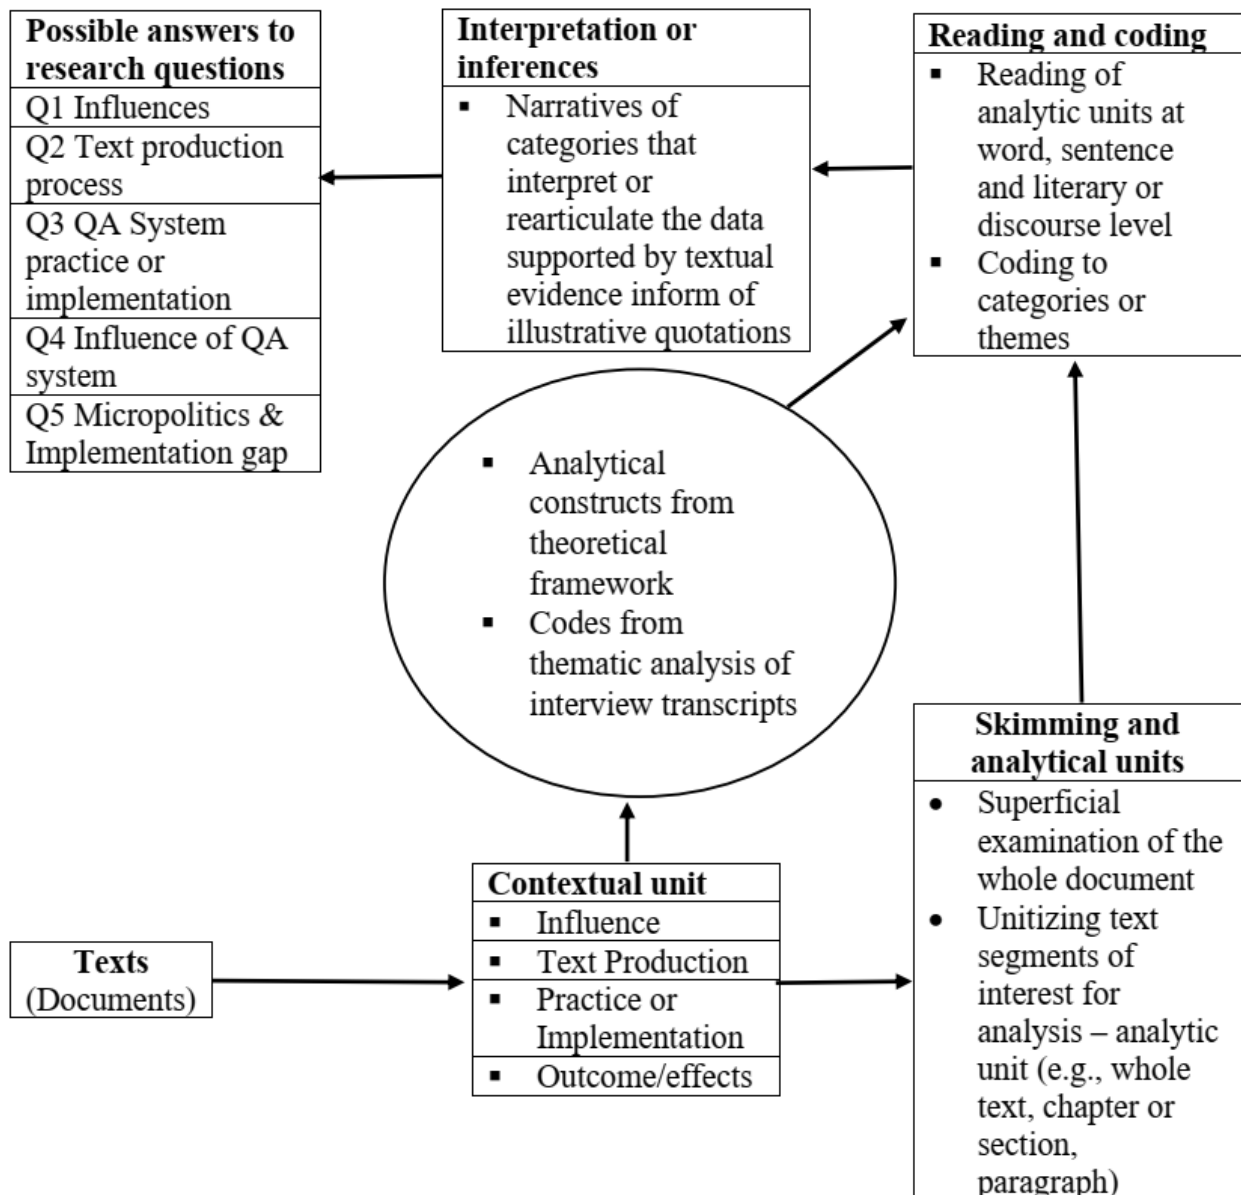 Possible answers to
research questions
Q1 Influences
Q2 Text production
process
Q3 QA System
practice or
implementation
Q4 Influence of QA
system
Q5 Micropolitics &
Implementation gap
Interpretation or
inferences
▪ Narratives of
categories that
interpret or
rearticulate the data
supported by textual
evidence inform of
illustrative quotations
Reading and coding
▪ Reading of
analytic units at
word, sentence
and literary or
discourse level
▪ Coding to
categories or
themes
▪ Analytical
constructs from
theoretical
framework
▪ Codes from
thematic analysis of
interview transcripts
Texts
(Documents)
Contextual unit
▪ Influence
▪ Text Production
▪ Practice or
Implementation
▪ Outcome/effects
Skimming and
analytical units
● Superficial
examination of the
whole document
● Unitizing text
segments of
interest for
analysis – analytic
unit (e.g., whole
text, chapter or
section,
paragraph)